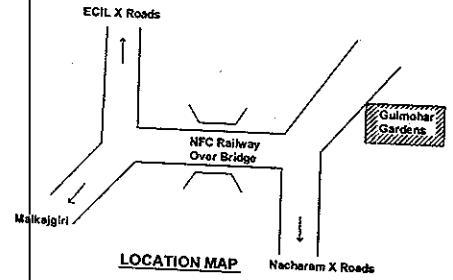 ECIL X Roads
Gulmohar
Gardens
NFC Railway
Over Bridge
Malkajgiri
Nacharam X Roads
LOCATION MAP